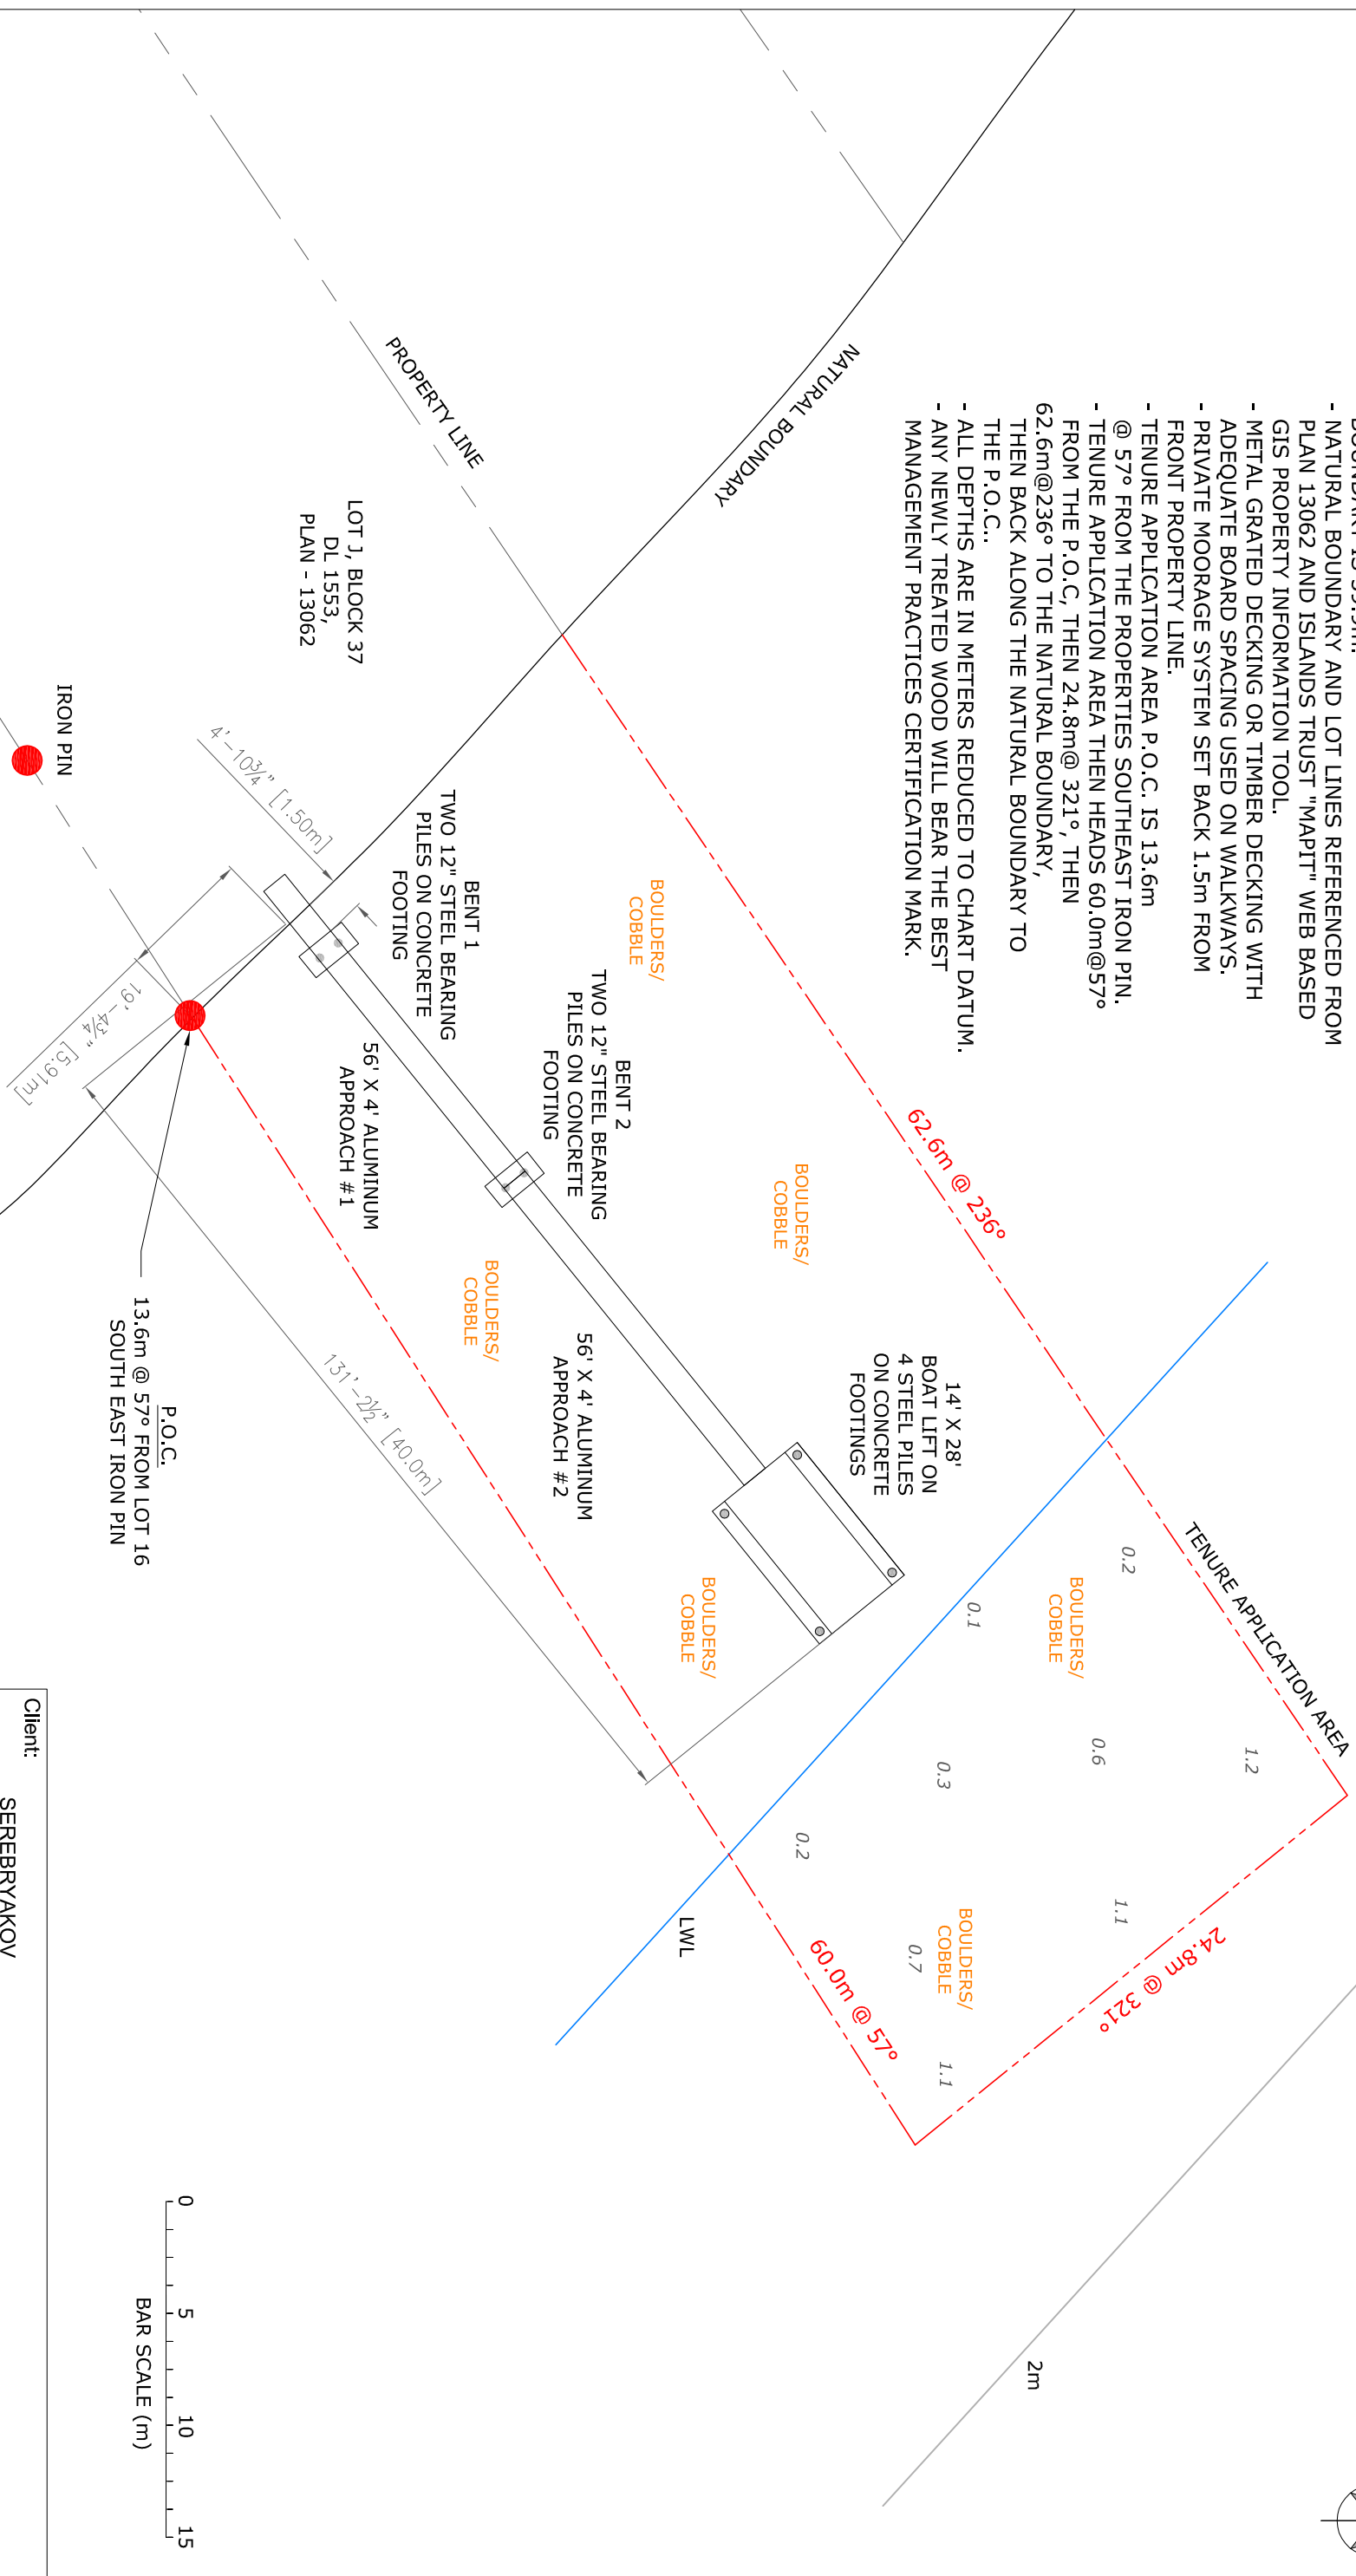 - NATURAL BOUNDARY AND LOT LINES REFERENCED FROM
PLAN 13062 AND ISLANDS TRUST "MAPIT" WEB BASED
GIS PROPERTY INFORMATION TOOL.
- METAL GRATED DECKING OR TIMBER DECKING WITH
ADEQUATE BOARD SPACING USED ON WALKWAYS.
- PRIVATE MOORAGE SYSTEM SET BACK 1.5m FROM
FRONT PROPERTY LINE.
- TENURE APPLICATION AREA P.O.C. IS 13.6m
@ 57° FROM THE PROPERTIES SOUTHEAST IRON PIN.
- TENURE APPLICATION AREA THEN HEADS 60.0m@57°
FROM THE P.O.C, THEN 24.8m@ 321°, THEN
62.6m@236° TO THE NATURAL BOUNDARY,
THEN BACK ALONG THE NATURAL BOUNDARY TO
THE P.O.C..
- ALL DEPTHS ARE IN METERS REDUCED TO CHART DATUM.
- ANY NEWLY TREATED WOOD WILL BEAR THE BEST
MANAGEMENT PRACTICES CERTIFICATION MARK.
NATURAL BOUNDARY
PROPERTY LINE
LOT J, BLOCK 37
DL 1553,
PLAN - 13062
IRON PIN
4'-10¾" [1.50m]
19'-4¾" [5.91m]
BENT 1
TWO 12" STEEL BEARING
PILES ON CONCRETE
FOOTING
BENT 2
TWO 12" STEEL BEARING
PILES ON CONCRETE
FOOTING
56' X 4' ALUMINUM
APPROACH #1
56' X 4' ALUMINUM
APPROACH #2
14' X 28'
BOAT LIFT ON
4 STEEL PILES
ON CONCRETE
FOOTINGS
BOULDERS/
COBBLE
BOULDERS/
COBBLE
BOULDERS/
COBBLE
BOULDERS/
COBBLE
BOULDERS/
COBBLE
BOULDERS/
COBBLE
62.6m @ 236°
TENURE APPLICATION AREA
24.8m @ 321°
60.0m @ 57°
131'-2½" [40.0m]
P.O.C.
13.6m @ 57° FROM LOT 16
SOUTH EAST IRON PIN
0.2
0.1
1.2
0.6
0.3
0.2
1.1
0.7
1.1
LWL
2m
0 5 10 15
BAR SCALE (m)
Client:
SEREBRYAKOV